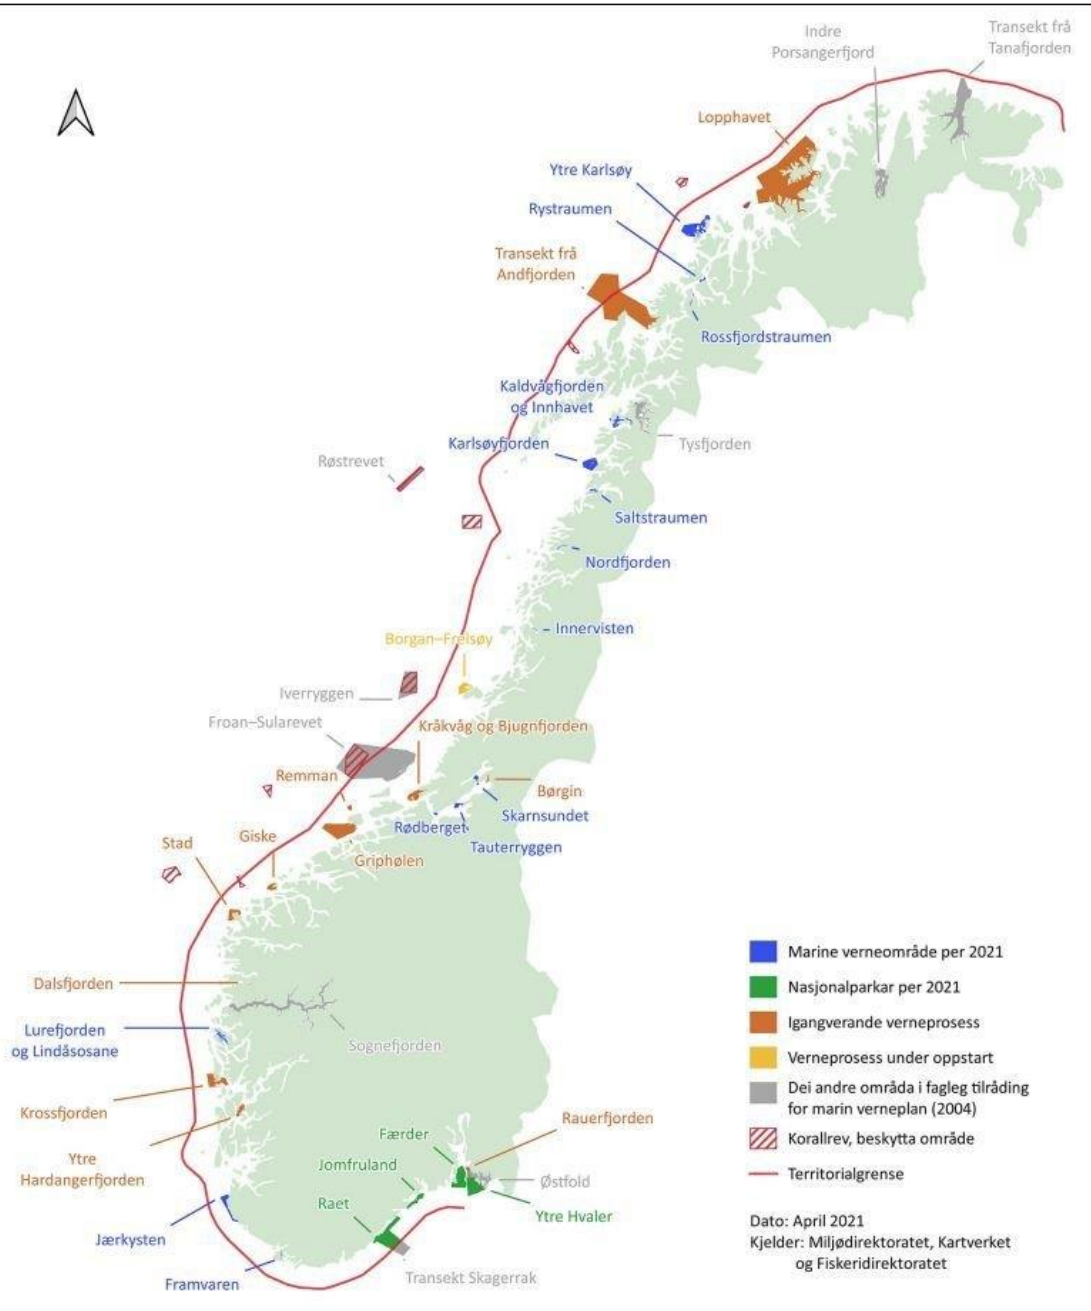 Indre
Porsangerfjord
Transekt frå
Tanafjorden
Lopphavet
Ytre Karlsøy
Rystraumen
Transekt frå
Andfjorden
Rossfjordstraumen
Kaldvågfjorden
og Innhavet
Karlsøyfjorden
Tysfjorden
Røstrevet
Saltstraumen
Nordfjorden
Innervisten
Borgan–Frelsøy
Iverryggen
Froan–Sularevet
Kråkvåg og Bjugnfjorden
Remman
Børgin
Skarnsundet
Rødberget
Tauterryggen
Giske
Stad
Griphølen
Dalsfjorden
Lurefjorden
og Lindåsosane
Sognefjorden
Krossfjorden
Ytre
Hardangerfjorden
Rauerfjorden
Færder
Jomfruland
Østfold
Raet
Ytre Hvaler
Jærkysten
Transekt Skagerrak
Framvaren
Marine verneområde per 2021
Nasjonalparkar per 2021
Igangverande verneprosess
Verneprosess under oppstart
Dei andre områda i fagleg tilråding
for marin verneplan (2004)
Korallrev, beskytta område
Territorialgrense
Dato: April 2021
Kjelder: Miljødirektoratet, Kartverket
og Fiskeridirektoratet